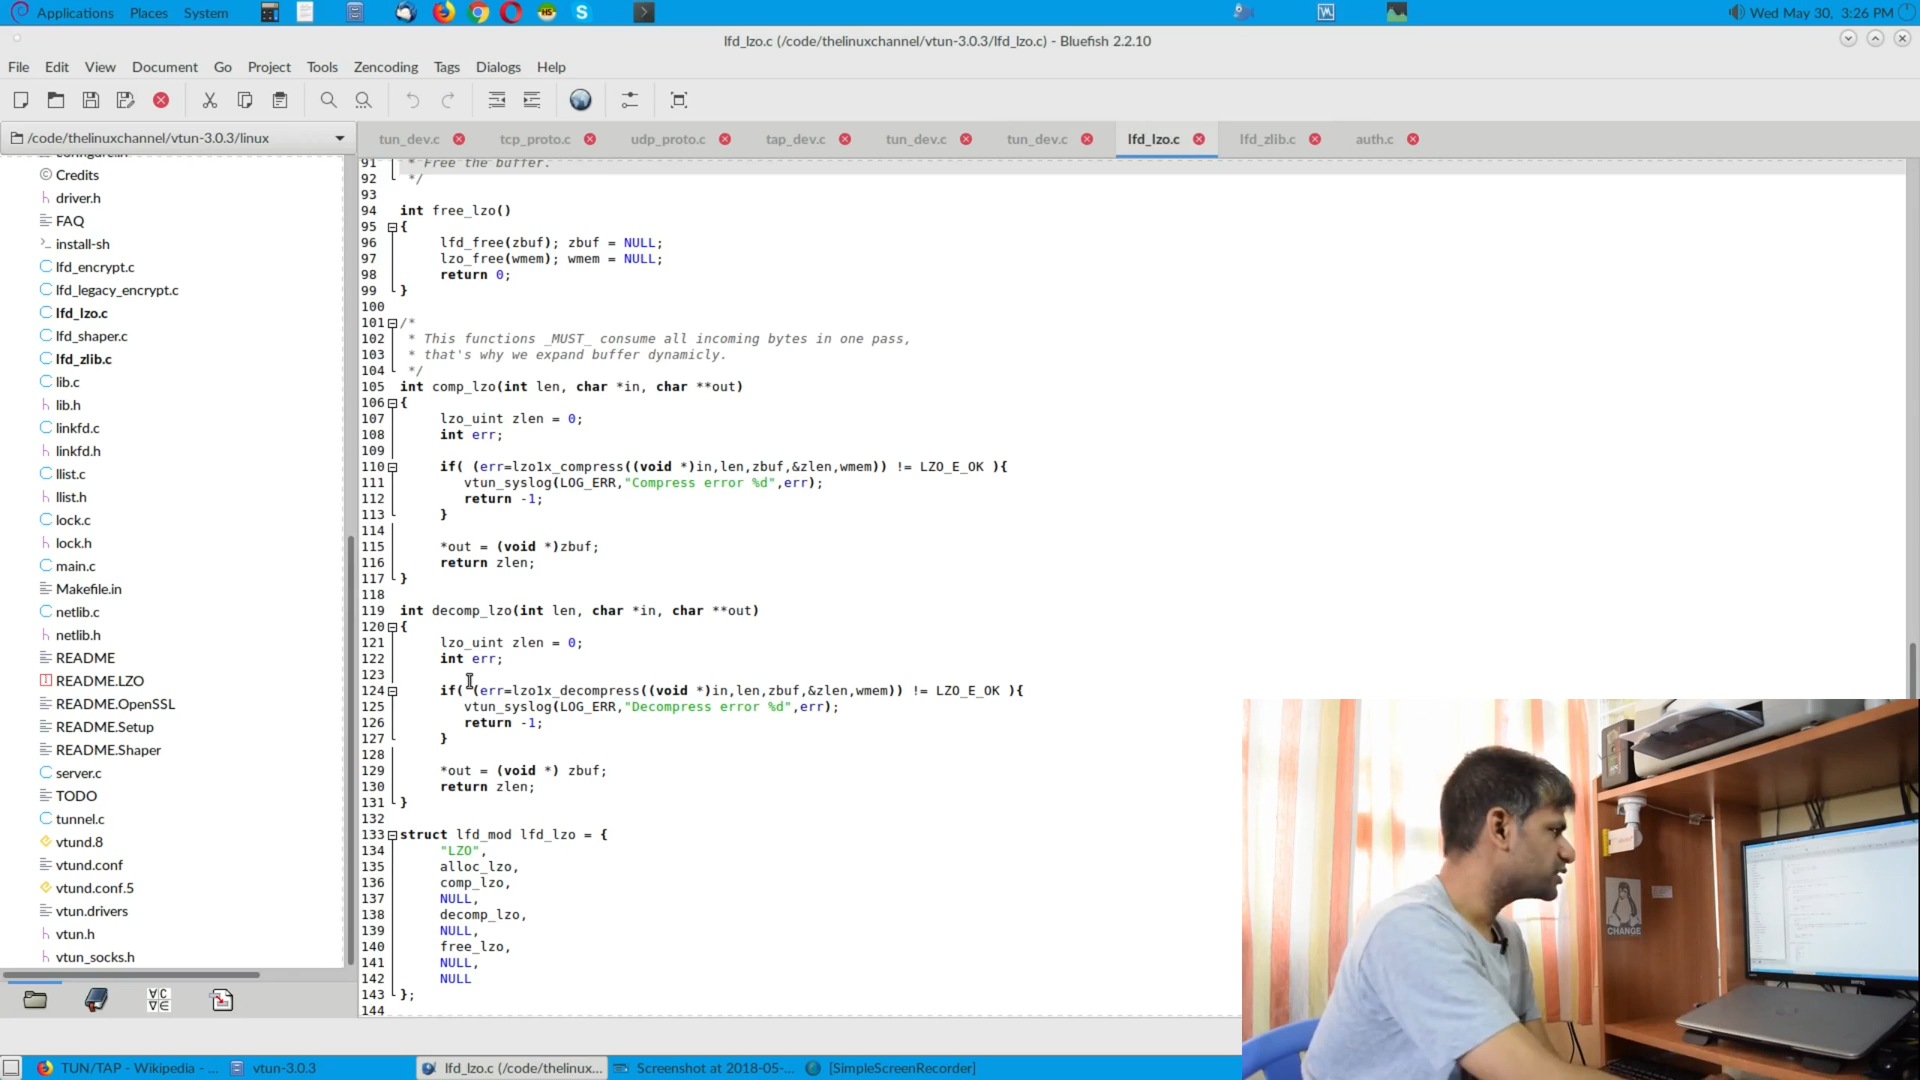 Applications Places System
Wed May 30, 3:26 PM
lfd_lzo.c (/code/thelinuxchannel/vtun-3.0.3/lfd_lzo.c) - Bluefish 2.2.10
File Edit View Document Go Project Tools Zencoding Tags Dialogs Help
/code/thelinuxchannel/vtun-3.0.3/linux
tun_dev.c tcp_proto.c udp_proto.c tap_dev.c tun_dev.c tun_dev.c lfd_lzo.c lfd_zlib.c auth.c
configure.in
Credits
driver.h
FAQ
install-sh
lfd_encrypt.c
lfd_legacy_encrypt.c
lfd_lzo.c
lfd_shaper.c
lfd_zlib.c
lib.c
lib.h
linkfd.c
linkfd.h
llist.c
llist.h
lock.c
lock.h
main.c
Makefile.in
netlib.c
netlib.h
README
README.LZO
README.OpenSSL
README.Setup
README.Shaper
server.c
TODO
tunnel.c
vtund.8
vtund.conf
vtund.conf.5
vtun.drivers
vtun.h
vtun_socks.h
91 * Free the buffer.
92 */
93
94 int free_lzo()
95 {
96 lfd_free(zbuf); zbuf = NULL;
97 lzo_free(wmem); wmem = NULL;
98 return 0;
99 }
100
101 /*
102 * This functions _MUST_ consume all incoming bytes in one pass,
103 * that's why we expand buffer dynamicly.
104 */
105 int comp_lzo(int len, char *in, char **out)
106 {
107 lzo_uint zlen = 0;
108 int err;
109
110 if( (err=lzo1x_compress((void *)in,len,zbuf,&zlen,wmem)) != LZO_E_OK ){
111 vtun_syslog(LOG_ERR,"Compress error %d",err);
112 return -1;
113 }
114
115 *out = (void *)zbuf;
116 return zlen;
117 }
118
119 int decomp_lzo(int len, char *in, char **out)
120 {
121 lzo_uint zlen = 0;
122 int err;
123
124 if( (err=lzo1x_decompress((void *)in,len,zbuf,&zlen,wmem)) != LZO_E_OK ){
125 vtun_syslog(LOG_ERR,"Decompress error %d",err);
126 return -1;
127 }
128
129 *out = (void *) zbuf;
130 return zlen;
131 }
132
133 struct lfd_mod lfd_lzo = {
134 "LZO",
135 alloc_lzo,
136 comp_lzo,
137 NULL,
138 decomp_lzo,
139 NULL,
140 free_lzo,
141 NULL,
142 NULL
143 };
144
CHANGE
TUN/TAP - Wikipedia - ... vtun-3.0.3 lfd_lzo.c (/code/thelinux... Screenshot at 2018-05-... [SimpleScreenRecorder]